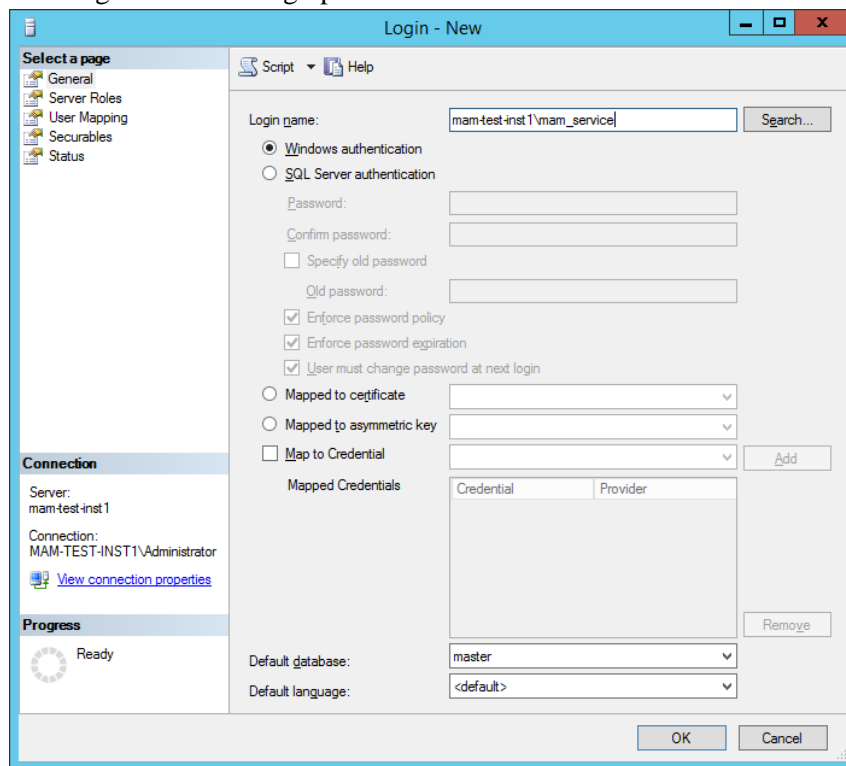 Login - New
Select a page
General
Server Roles
User Mapping
Securables
Status
Script Help
Login name: mam-test-inst1\mam_service Search...
Windows authentication
SQL Server authentication
Password:
Confirm password:
Specify old password
Old password:
Enforce password policy
Enforce password expiration
User must change password at next login
Mapped to certificate
Mapped to asymmetric key
Map to Credential Add
Mapped Credentials Credential Provider
Remove
Default database: master
Default language: <default>
Connection
Server:
mam-test-inst1
Connection:
MAM-TEST-INST1\Administrator
View connection properties
Progress
Ready
OK Cancel